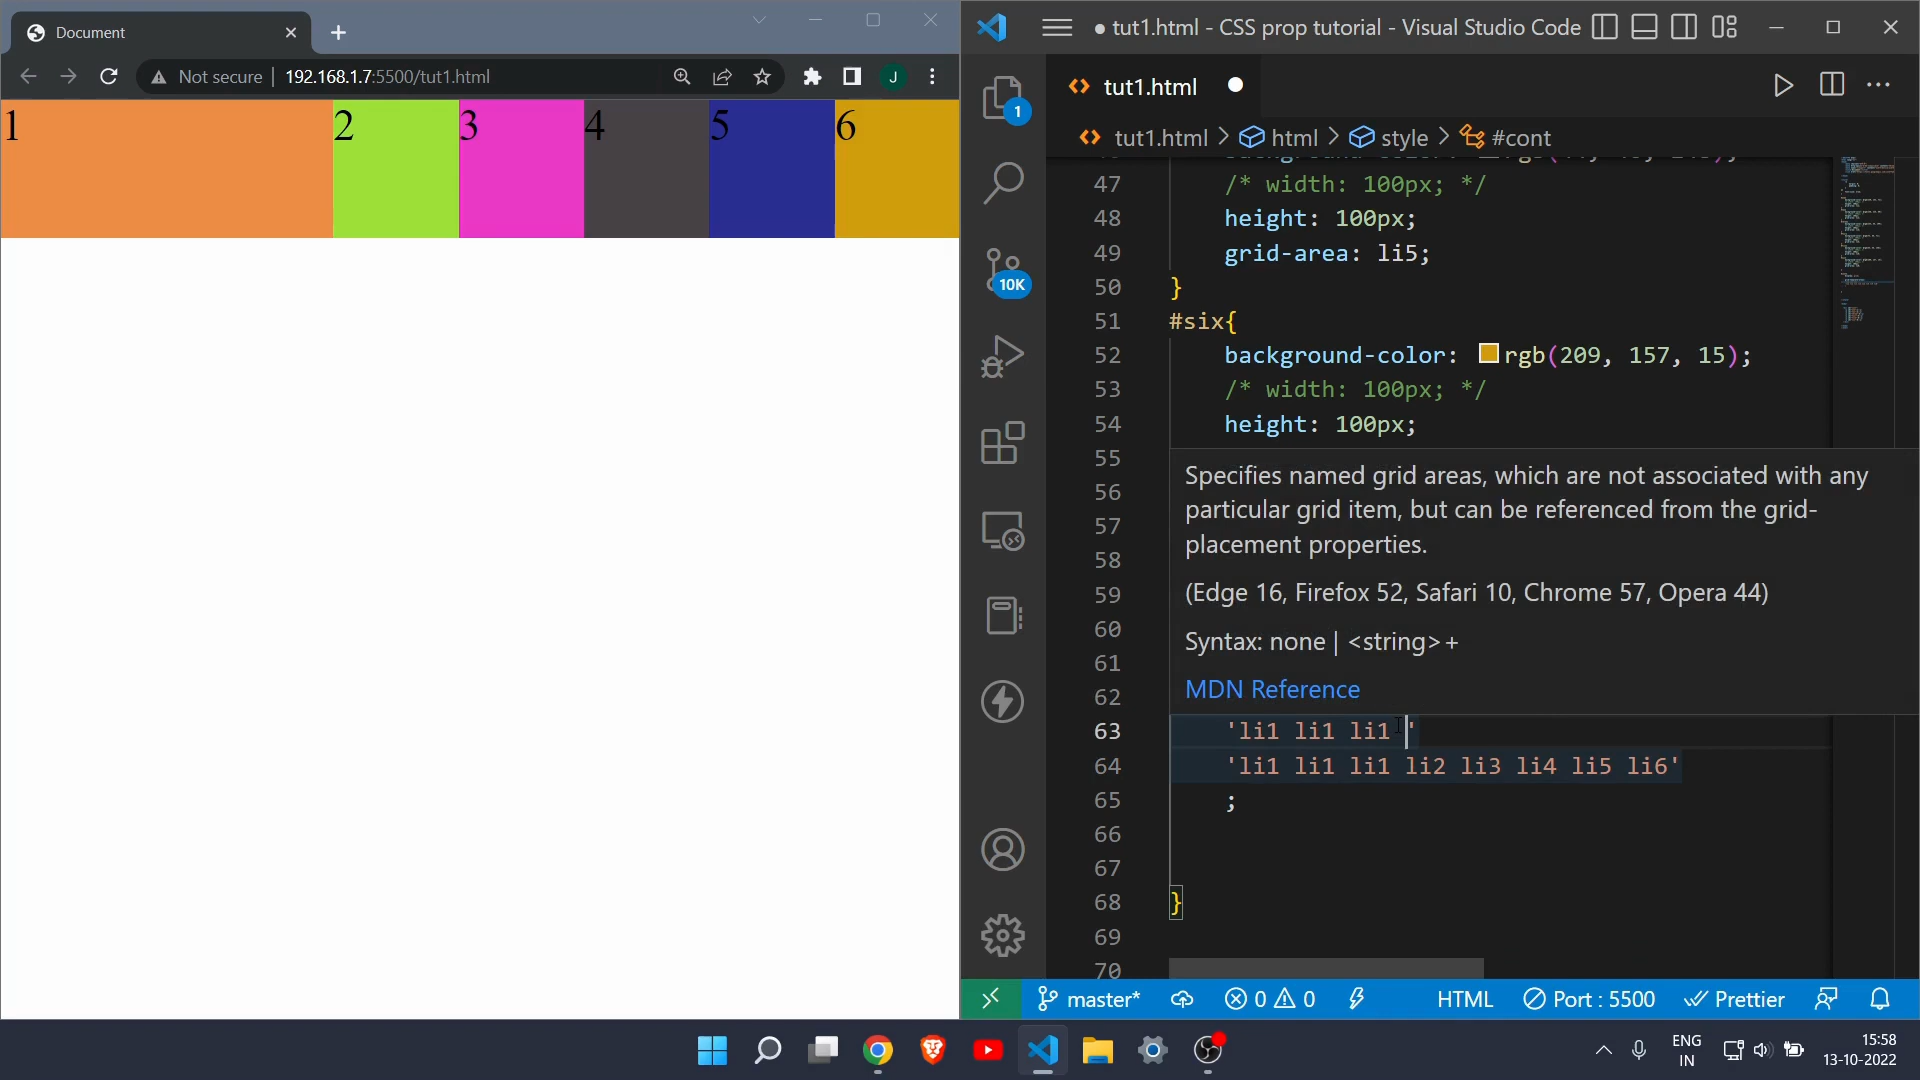 Document
Not secure
192.168.1.7:5500/tut1.html
J
1
2
3
4
5
6
tut1.html - CSS prop tutorial - Visual Studio Code
1
10K
tut1.html
tut1.html > html > style > #cont
47 /* width: 100px; */
48 height: 100px;
49 grid-area: li5;
50 }
51 #six{
52 background-color: rgb(209, 157, 15);
53 /* width: 100px; */
54 height: 100px;
55
56
57
58
59
60
61
62
Specifies named grid areas, which are not associated with any
particular grid item, but can be referenced from the grid-
placement properties.
(Edge 16, Firefox 52, Safari 10, Chrome 57, Opera 44)
Syntax: none | <string>+
MDN Reference
63 'li1 li1 li1 '
64 'li1 li1 li1 li2 li3 li4 li5 li6'
65 ;
66
67
68 }
69
70
master* 0 0 HTML Port : 5500 Prettier
ENG
IN
15:58
13-10-2022